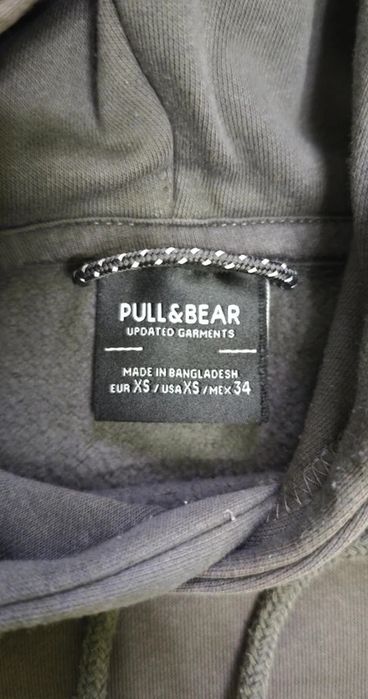 PULL&BEAR
UPDATED GARMENTS
MADE IN BANGLADESH
EUR XS / USA XS / MEX 34